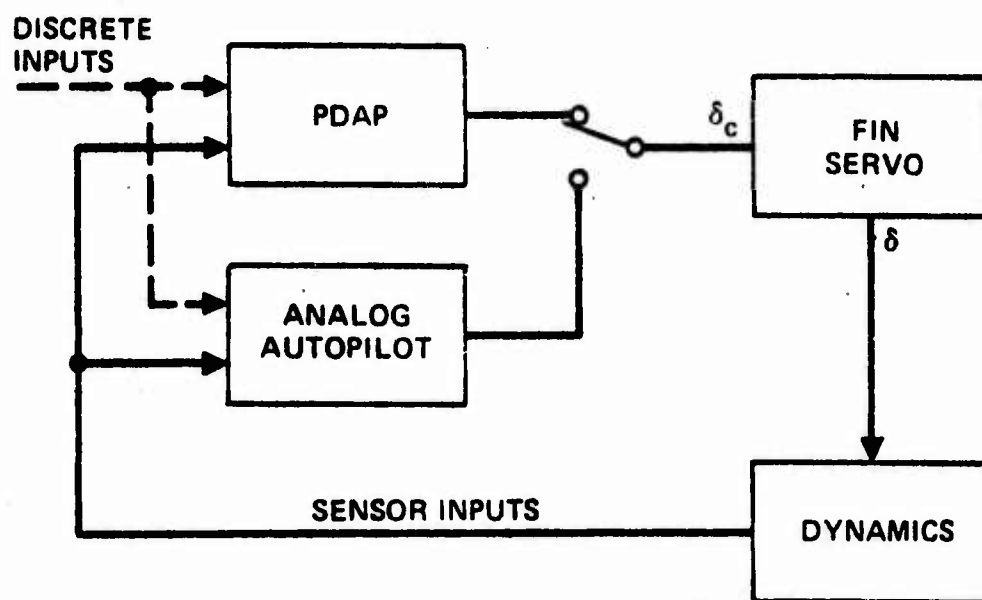 DISCRETE
INPUTS
PDAP
δc
FIN
SERVO
δ
ANALOG
AUTOPILOT
SENSOR INPUTS
DYNAMICS